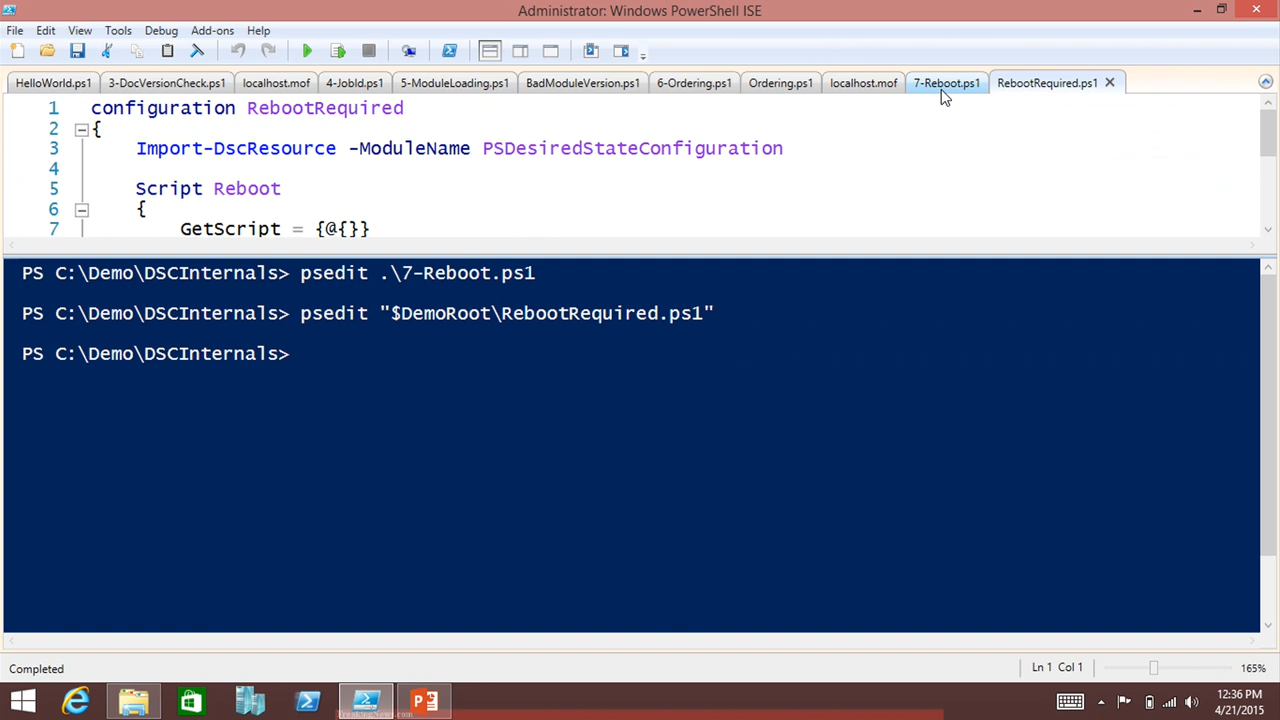 Administrator: Windows PowerShell ISE
File Edit View Tools Debug Add-ons Help
HelloWorld.ps1 3-DocVersionCheck.ps1 localhost.mof 4-JobId.ps1 5-ModuleLoading.ps1 BadModuleVersion.ps1 6-Ordering.ps1 Ordering.ps1 localhost.mof 7-Reboot.ps1 RebootRequired.ps1
1 configuration RebootRequired
2 {
3 Import-DscResource -ModuleName PSDesiredStateConfiguration
4
5 Script Reboot
6 {
7 GetScript = {@{}}
PS C:\Demo\DSCInternals> psedit .\7-Reboot.ps1
PS C:\Demo\DSCInternals> psedit "$DemoRoot\RebootRequired.ps1"
PS C:\Demo\DSCInternals>
Completed Ln 1 Col 1 165%
12:36 PM
4/21/2015